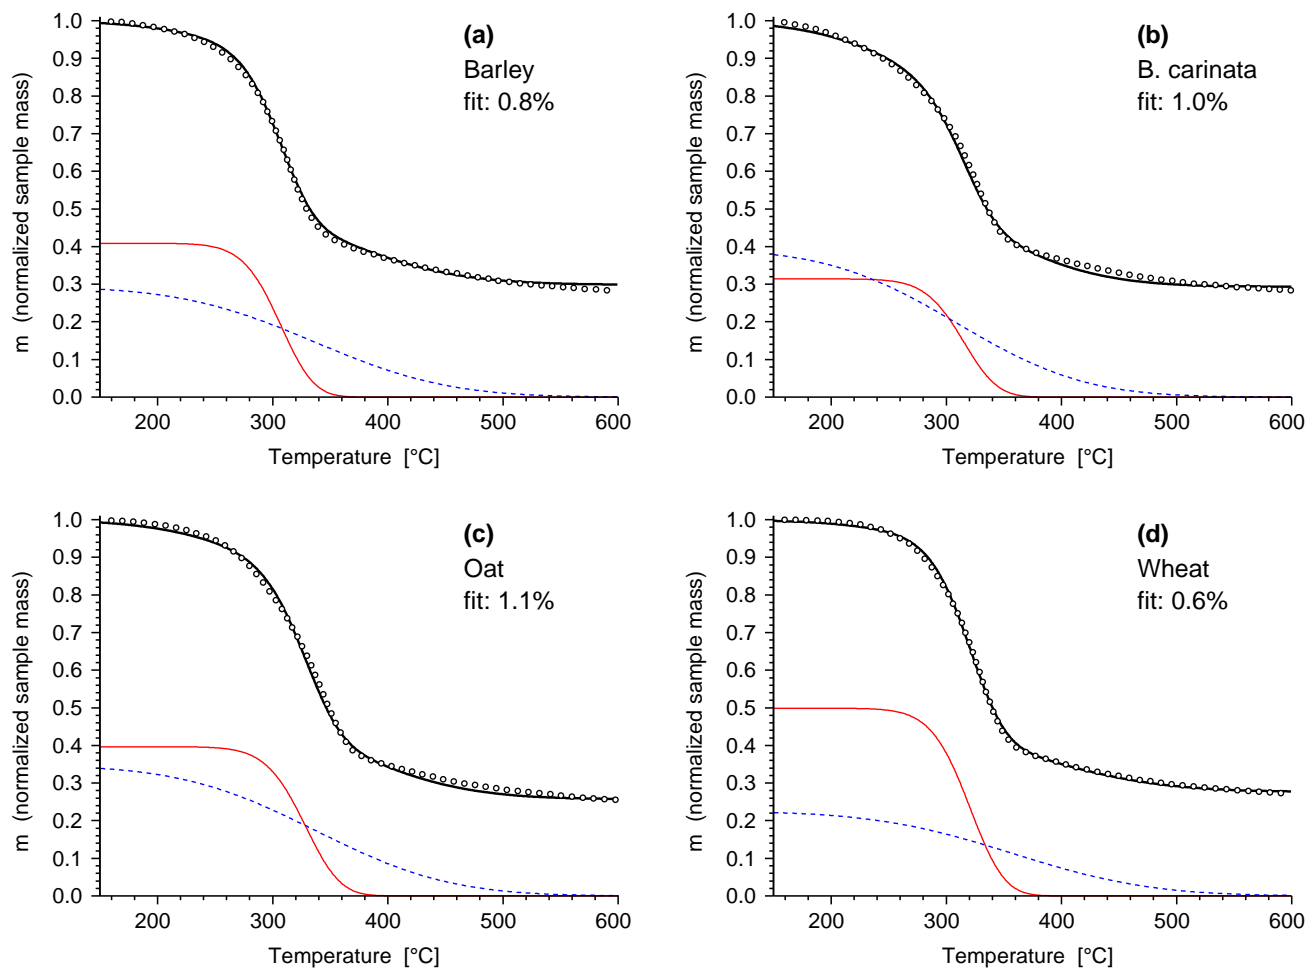 (a)
Barley
fit: 0.8%
m (normalized sample mass)
1.0
0.9
0.8
0.7
0.6
0.5
0.4
0.3
0.2
0.1
0.0
200 300 400 500 600
Temperature [°C]
(b)
B. carinata
fit: 1.0%
m (normalized sample mass)
1.0
0.9
0.8
0.7
0.6
0.5
0.4
0.3
0.2
0.1
0.0
200 300 400 500 600
Temperature [°C]
(c)
Oat
fit: 1.1%
m (normalized sample mass)
1.0
0.9
0.8
0.7
0.6
0.5
0.4
0.3
0.2
0.1
0.0
200 300 400 500 600
Temperature [°C]
(d)
Wheat
fit: 0.6%
m (normalized sample mass)
1.0
0.9
0.8
0.7
0.6
0.5
0.4
0.3
0.2
0.1
0.0
200 300 400 500 600
Temperature [°C]